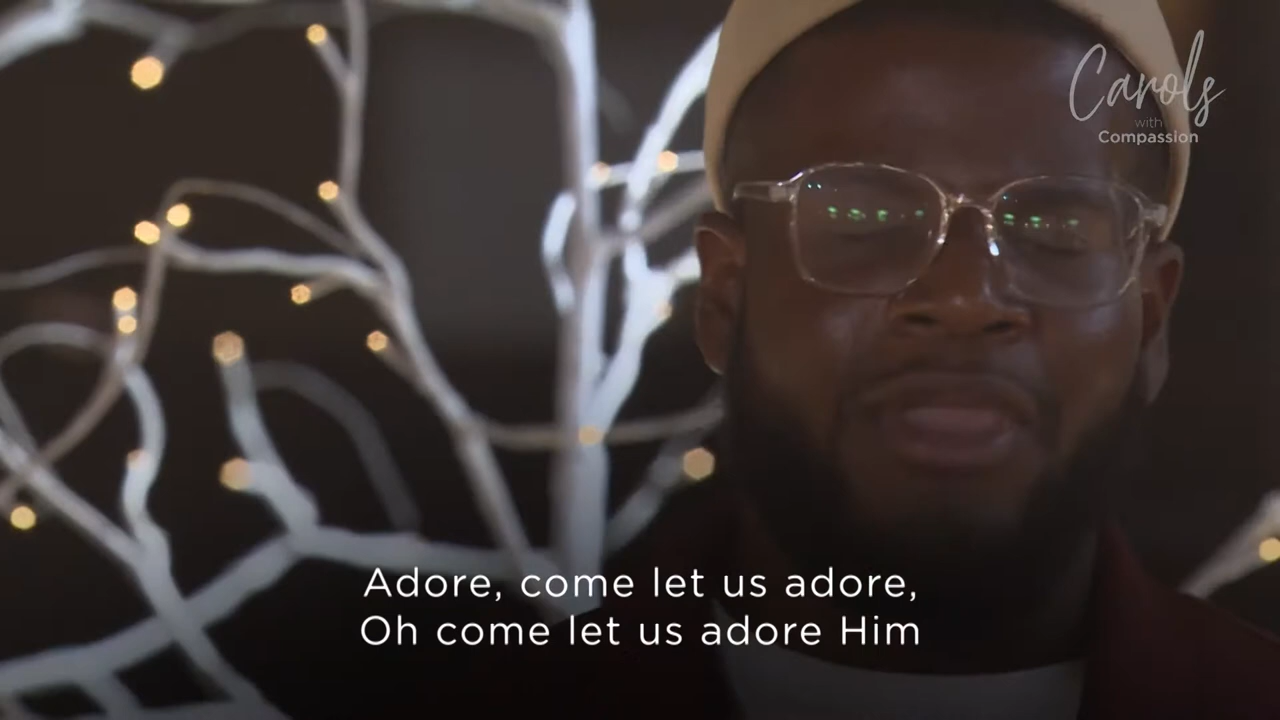 Carols
with
Compassion
Adore, come let us adore,
Oh come let us adore Him